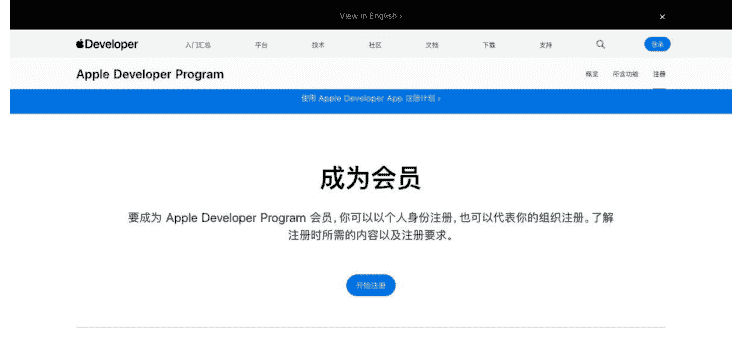 View in English ›
Developer
入门汇总 平台 技术 社区 文档 下载 支持 登录
Apple Developer Program
概览 所含功能 注册
使用 Apple Developer App 注册计划 ›
成为会员
要成为 Apple Developer Program 会员，你可以以个人身份注册，也可以代表你的组织注册。了解
注册时所需的内容以及注册要求。
开始注册